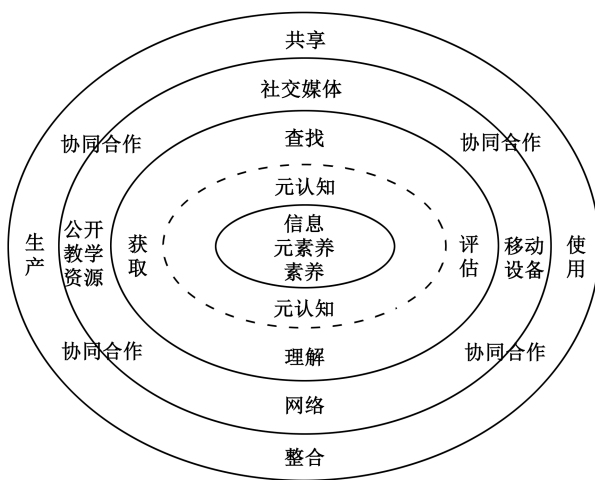 共享
社交媒体
协同合作
协同合作
查找
元认知
信息
元素养
素养
生产
公开
教学
资源
获取
评估
移动
设备
使用
元认知
协同合作
协同合作
理解
网络
整合